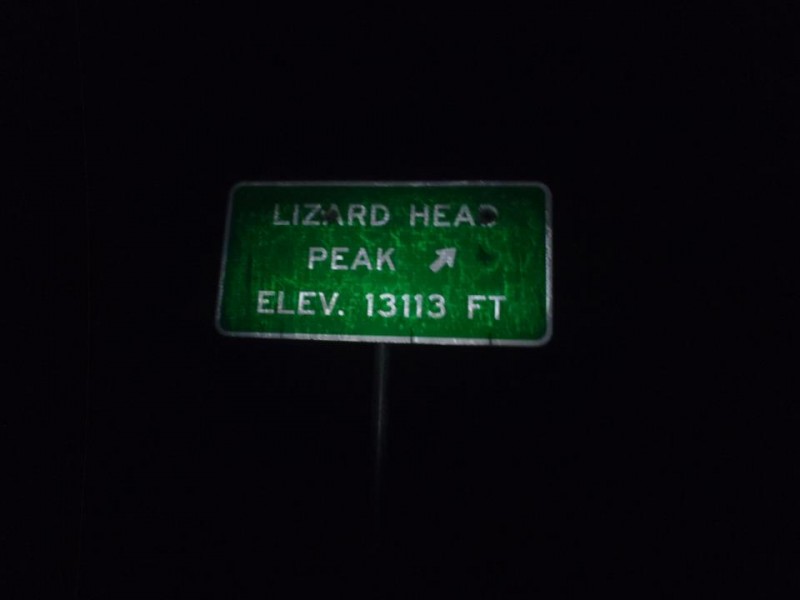 LIZARD HEAD
PEAK
ELEV. 13113 FT